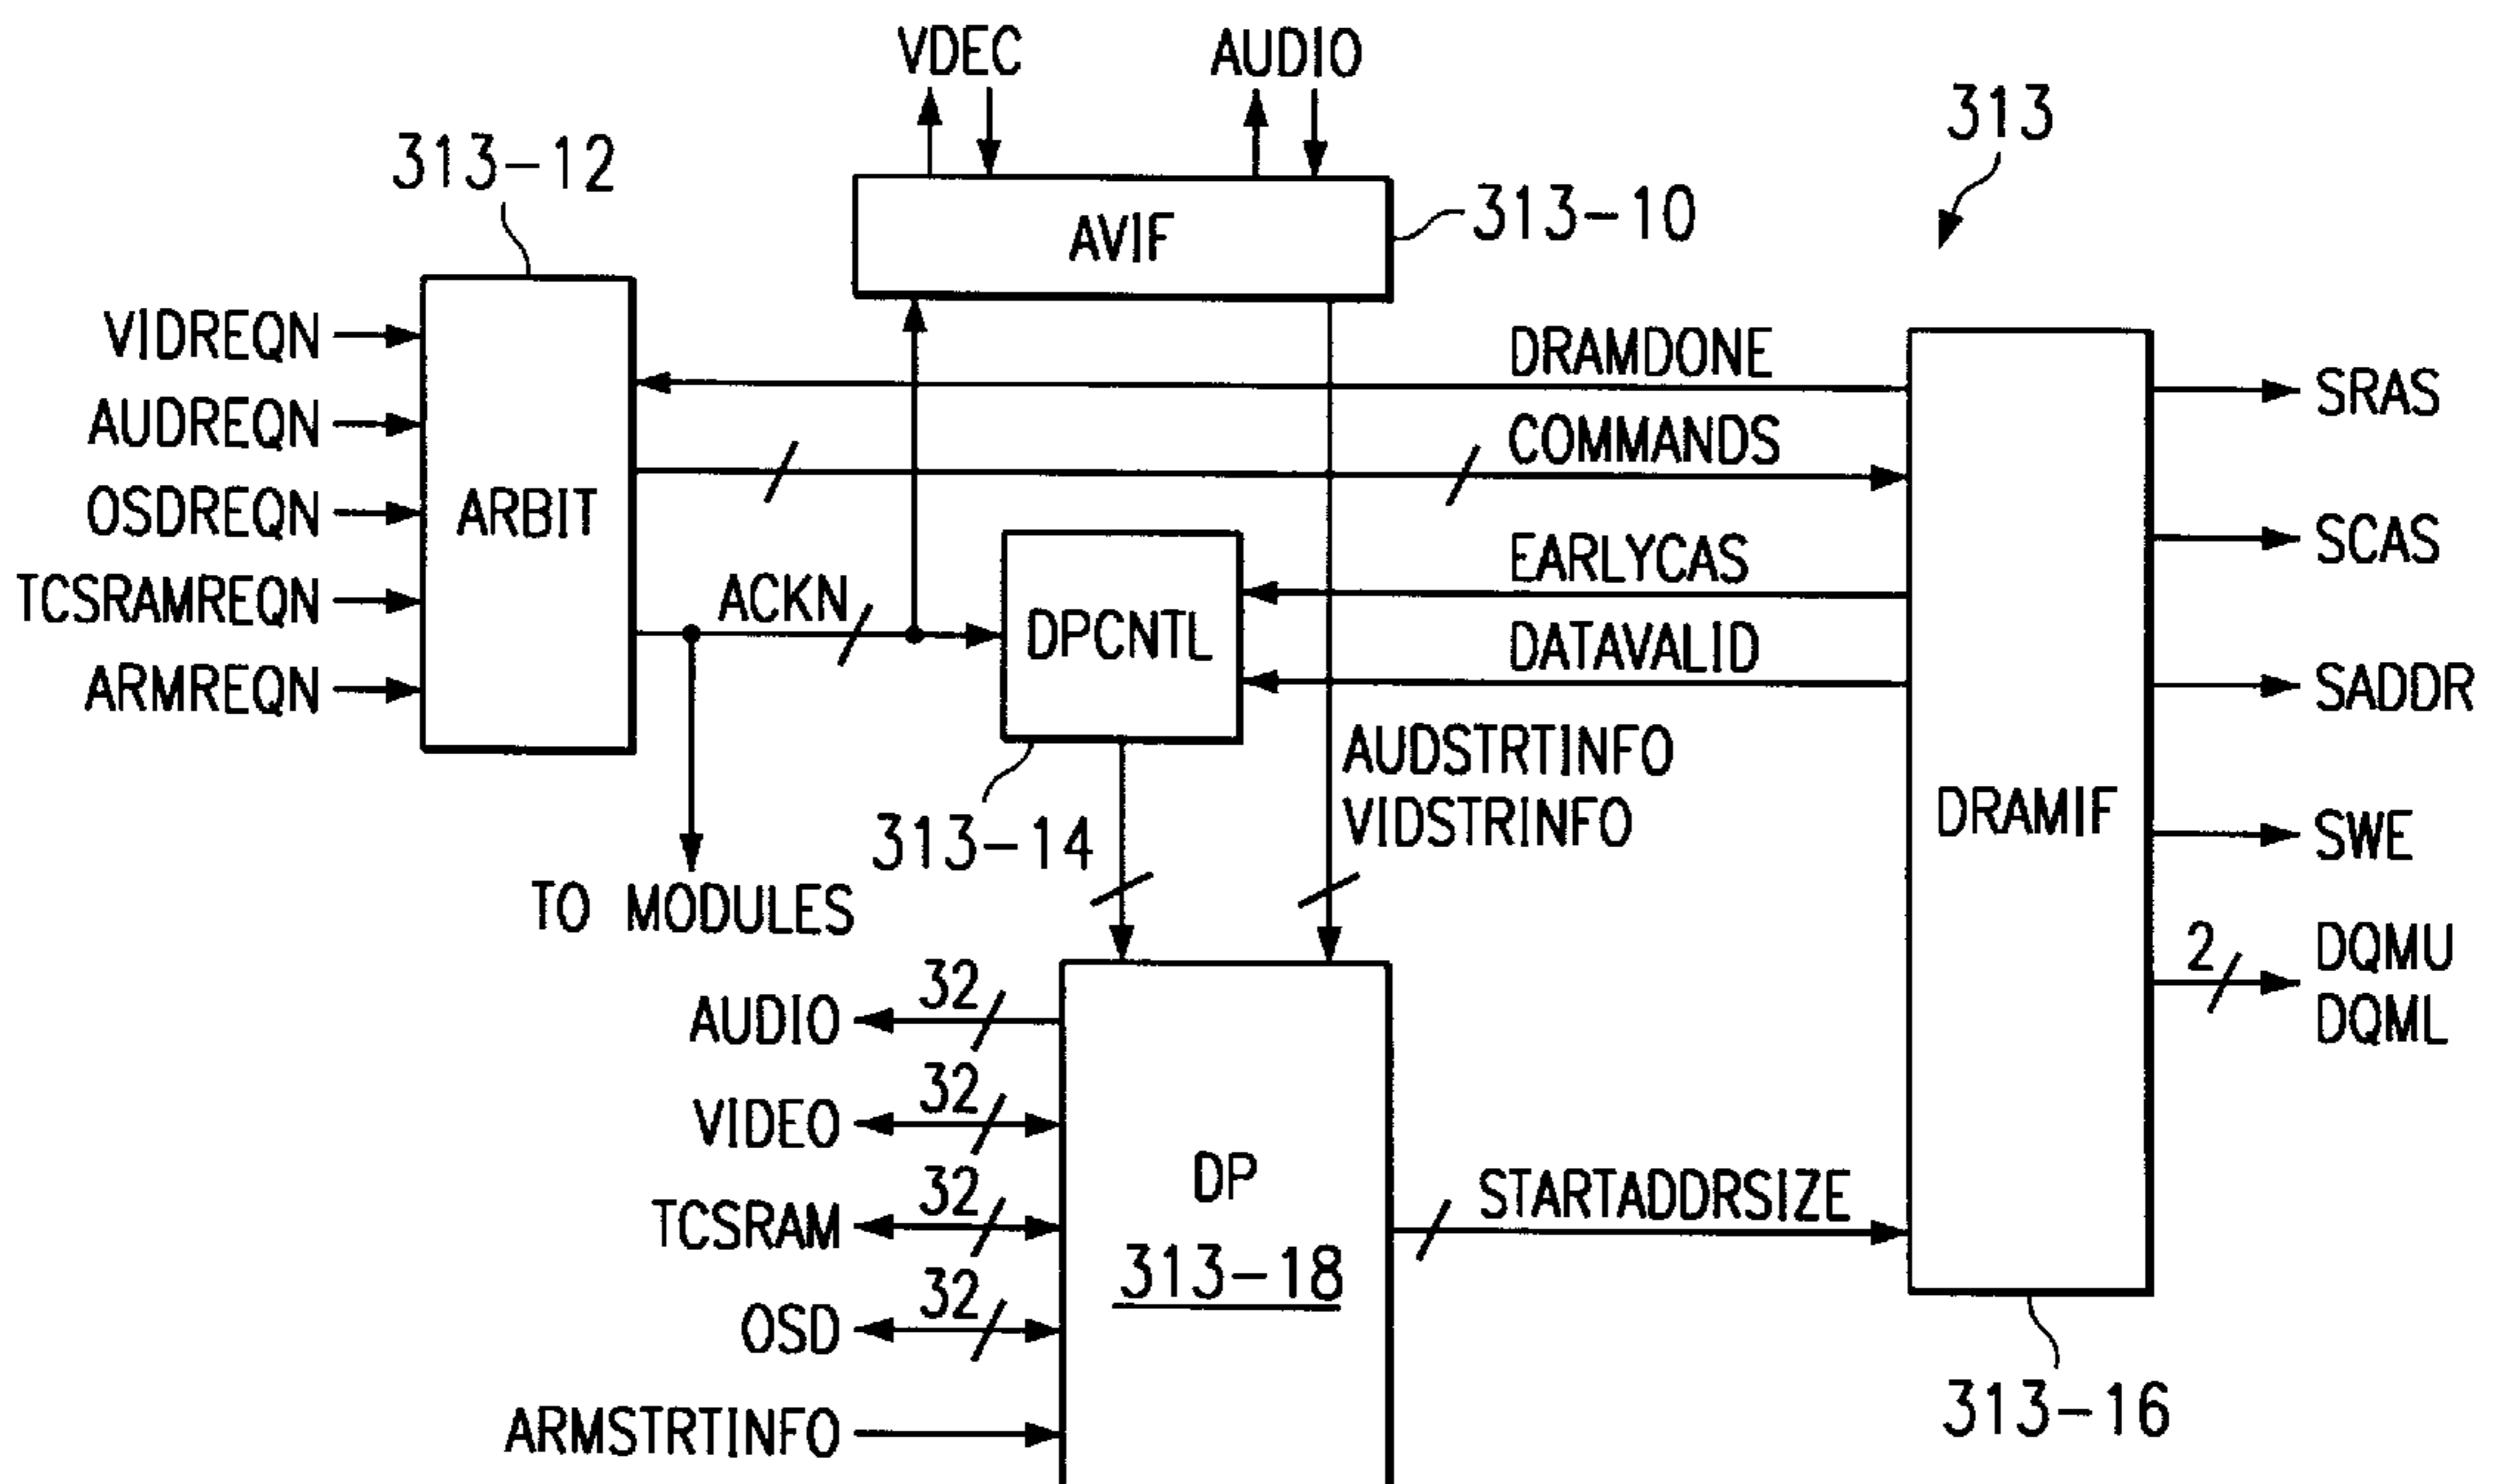 VDEC
AUDIO
313
313-12
313-10
AVIF
VIDREQN
AUDREQN
OSDREQN
TCSRAMREQN
ARMREQN
ARBIT
DRAMDONE
COMMANDS
EARLYCAS
DATAVALID
ACKN
DPCNTL
SRAS
SCAS
SADDR
SWE
2
DQMU
DQML
DRAMIF
AUDSTRTINFO
VIDSTRINFO
313-14
TO MODULES
AUDIO
32
VIDEO
32
TCSRAM
32
OSD
32
ARMSTRTINFO
DP
313-18
STARTADDRSIZE
313-16